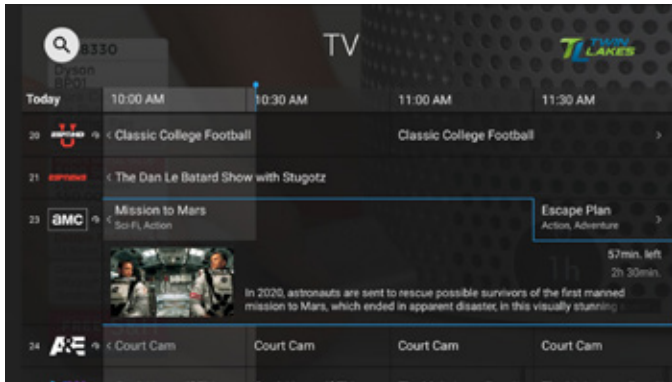 8330
TV
TL TWIN LAKES
Dyson
BP01
Today 10:00 AM 10:30 AM 11:00 AM 11:30 AM
20 U < Classic College Football Classic College Football >
21 ESPNEWS < The Dan Le Batard Show with Stugotz
23 aMC < Mission to Mars Escape Plan >
Sci-Fi, Action Action, Adventure
57min. left
1h 2h 30min.
In 2020, astronauts are sent to rescue possible survivors of the first manned
mission to Mars, which ended in apparent disaster, in this visually stunning
24 A&E < Court Cam Court Cam Court Cam Court Cam